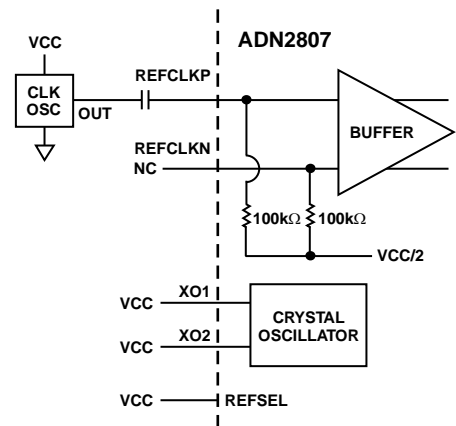 ADN2807
VCC
CLK
OSC
OUT
REFCLKP
REFCLKN
NC
BUFFER
100kΩ
100kΩ
VCC/2
VCC
XO1
VCC
XO2
CRYSTAL
OSCILLATOR
VCC
REFSEL